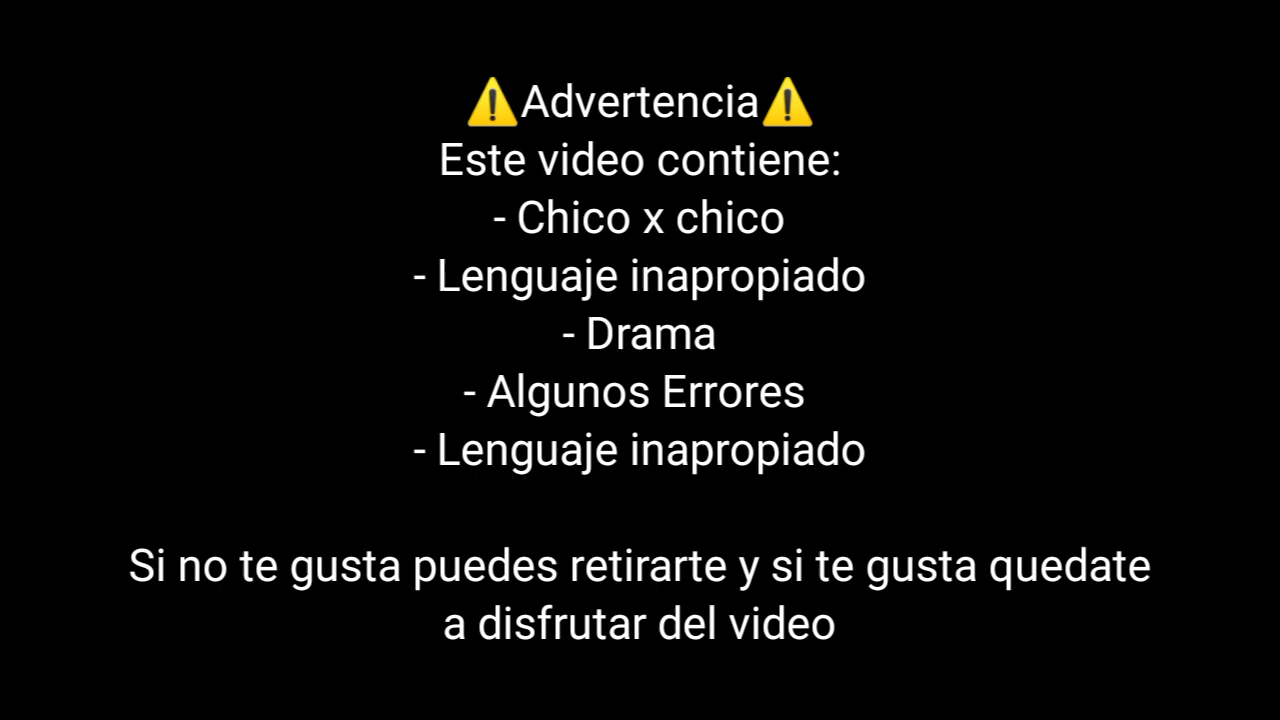 ⚠️Advertencia⚠️
Este video contiene:
- Chico x chico
- Lenguaje inapropiado
- Drama
- Algunos Errores
- Lenguaje inapropiado
Si no te gusta puedes retirarte y si te gusta quedate
a disfrutar del video